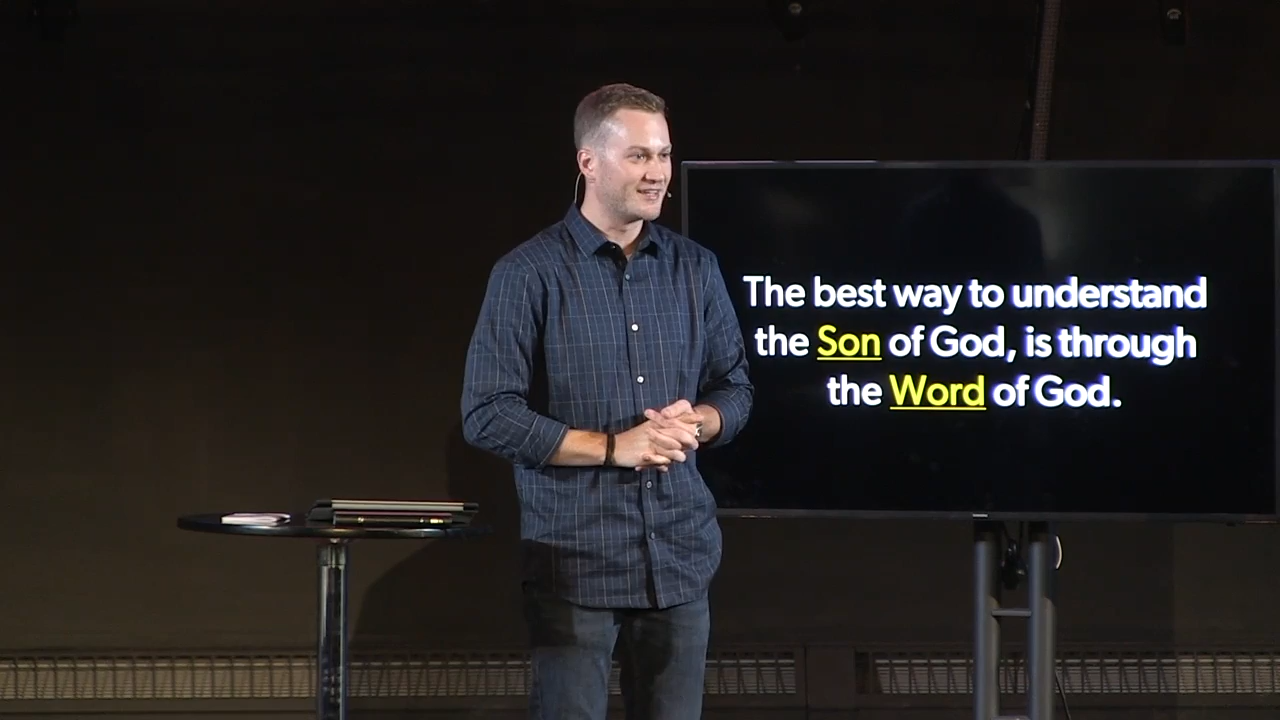 The best way to understand
the Son of God, is through
the Word of God.